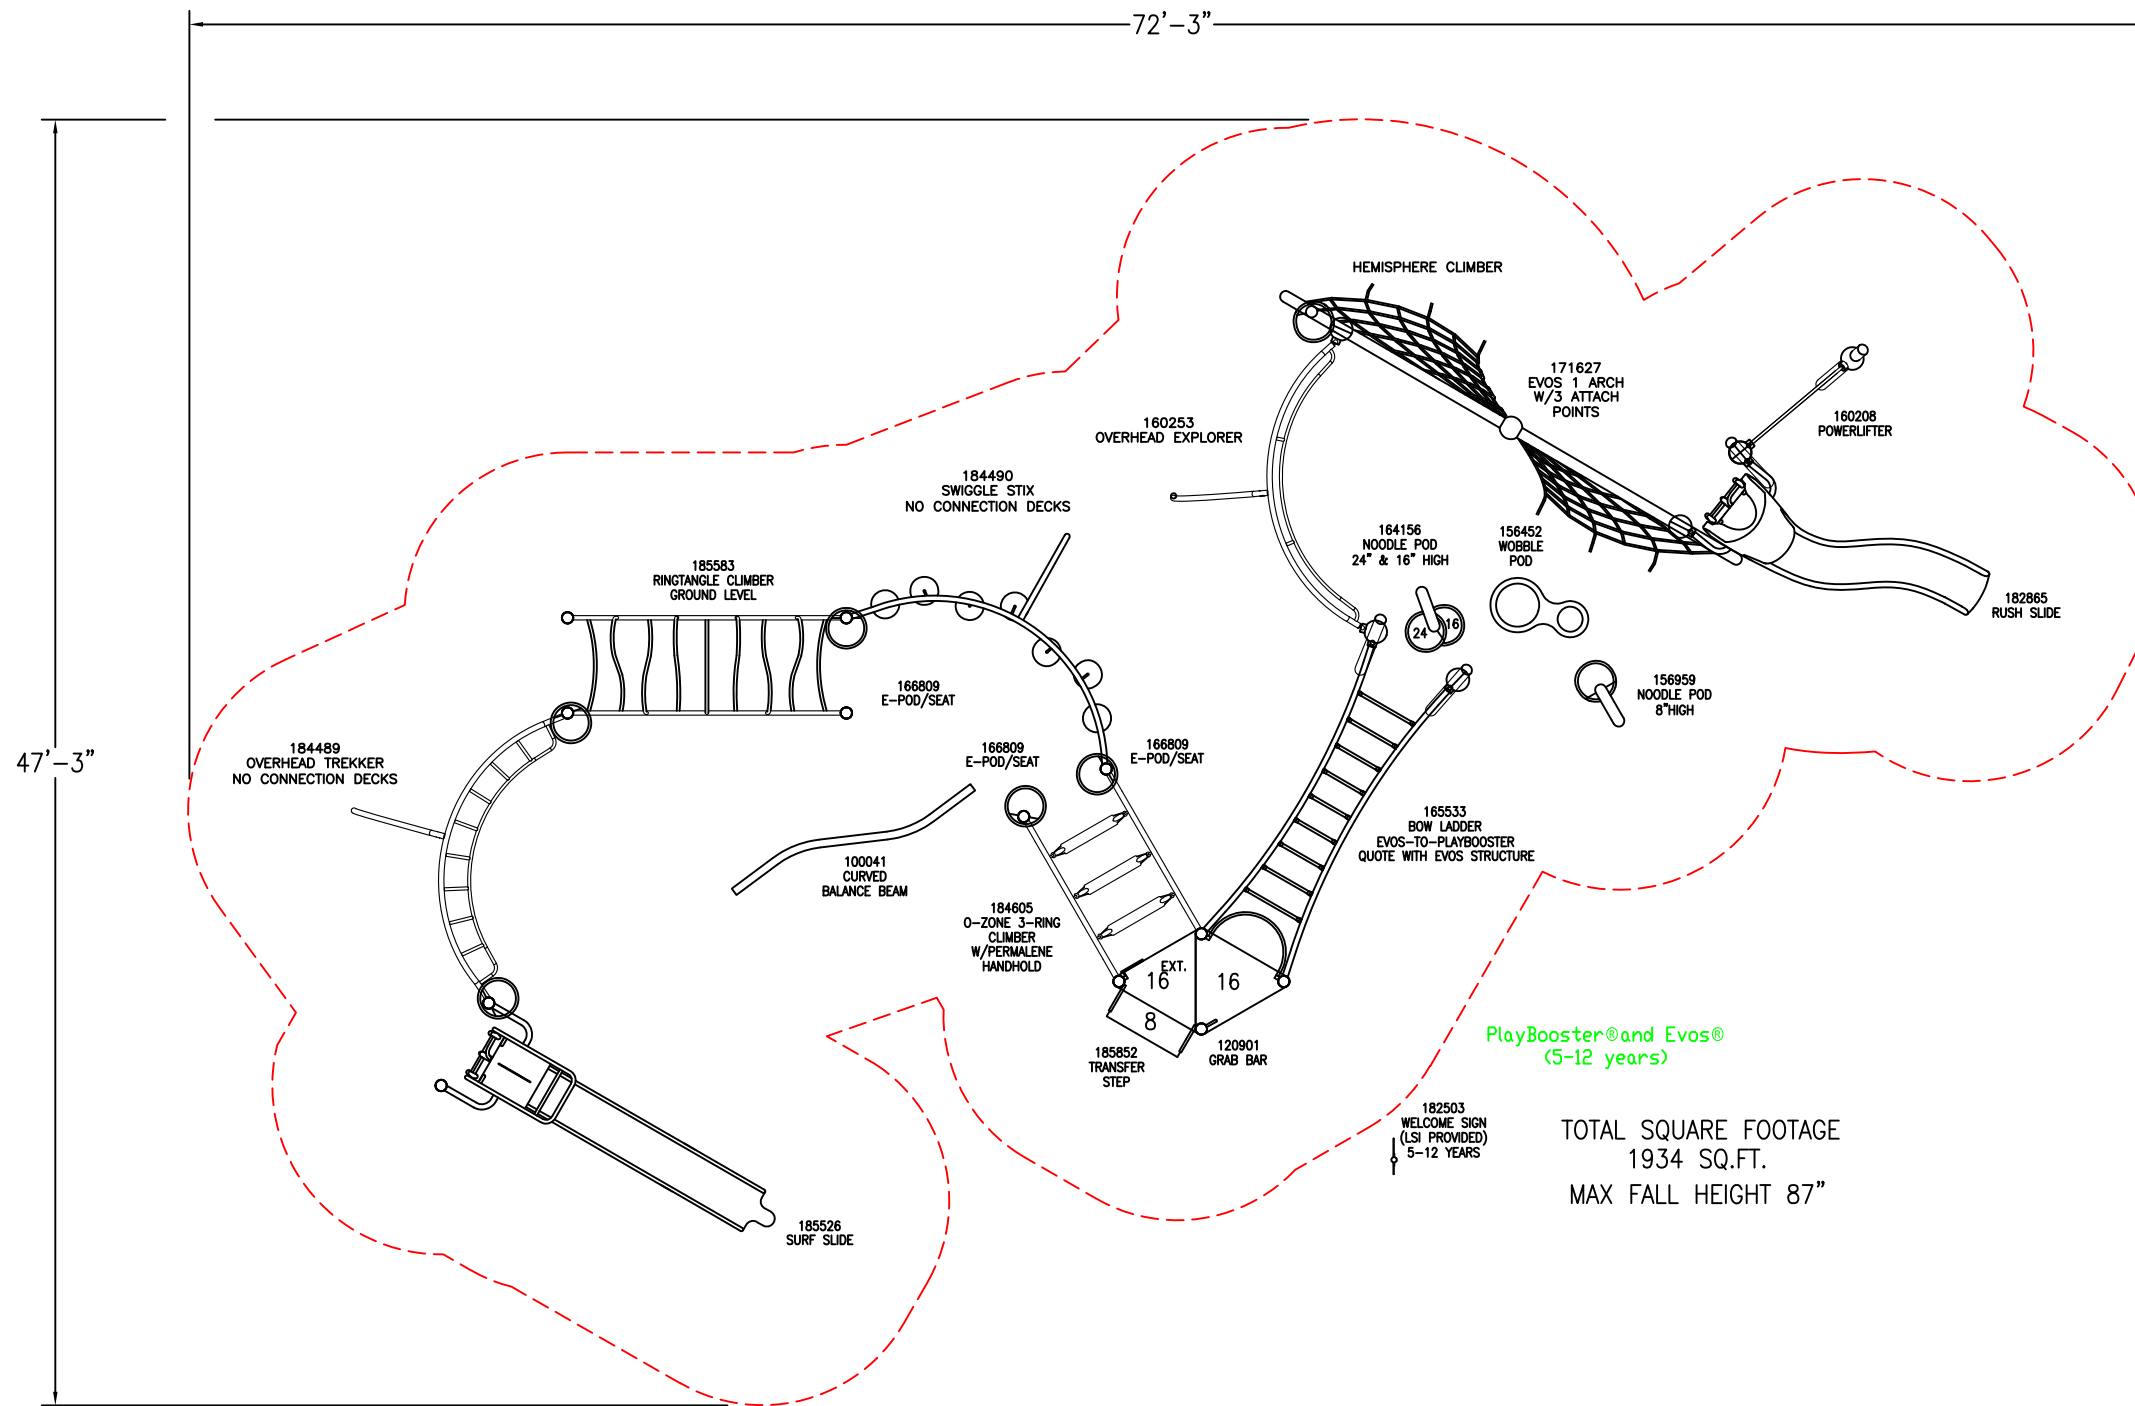 72'-3"
HEMISPHERE CLIMBER
171627
EVOS 1 ARCH
W/3 ATTACH
POINTS
160208
POWERLIFTER
160253
OVERHEAD EXPLORER
184490
SWIGGLE STIX
NO CONNECTION DECKS
164156
NOODLE POD
24" & 16" HIGH
156452
WOBBLE
POD
185583
RINGTANGLE CLIMBER
GROUND LEVEL
182865
RUSH SLIDE
24
16
166809
E-POD/SEAT
156959
NOODLE POD
8"HIGH
47'-3"
184489
OVERHEAD TREKKER
NO CONNECTION DECKS
166809
E-POD/SEAT
166809
E-POD/SEAT
165533
BOW LADDER
EVOS-TO-PLAYBOOSTER
QUOTE WITH EVOS STRUCTURE
100041
CURVED
BALANCE BEAM
184605
O-ZONE 3-RING
CLIMBER
W/PERMALENE
HANDHOLD
EXT.
16
16
8
185852
TRANSFER
STEP
120901
GRAB BAR
PlayBooster®and Evos®
(5-12 years)
182503
WELCOME SIGN
(LSI PROVIDED)
5-12 YEARS
TOTAL SQUARE FOOTAGE
1934 SQ.FT.
MAX FALL HEIGHT 87"
185526
SURF SLIDE